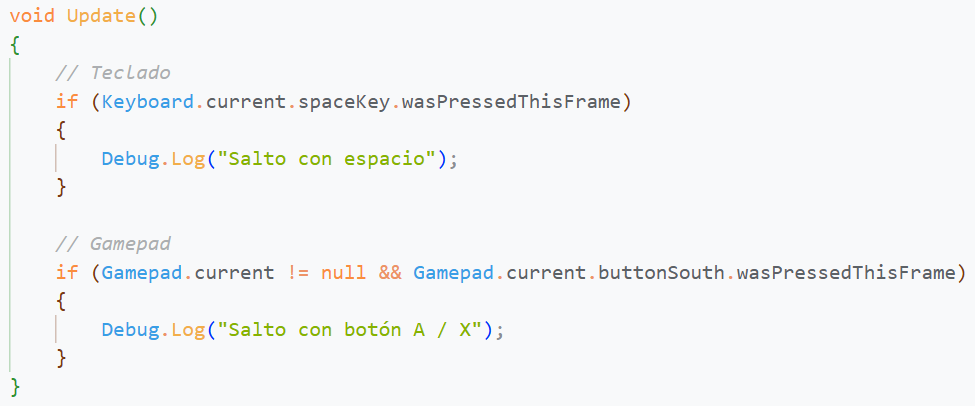 void Update()
{
    // Teclado
    if (Keyboard.current.spaceKey.wasPressedThisFrame)
    {
        Debug.Log("Salto con espacio");
    }

    // Gamepad
    if (Gamepad.current != null && Gamepad.current.buttonSouth.wasPressedThisFrame)
    {
        Debug.Log("Salto con botón A / X");
    }
}